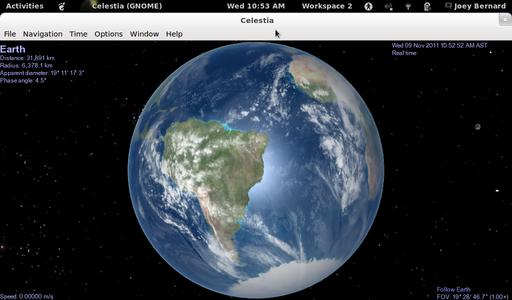 Activities Celestia (GNOME) Wed 10:53 AM Workspace 2 Joey Bernard
Celestia
File Navigation Time Options Window Help
Earth
Distance: 31,891 km
Radius: 6,378.1 km
Apparent diameter: 19° 11' 17.3"
Phase angle: 4.5°
Wed 09 Nov 2011 10:52:52 AM AST
Real time
Speed: 0.00000 m/s
Follow Earth
FOV: 19° 28' 46.7" (1.00×)